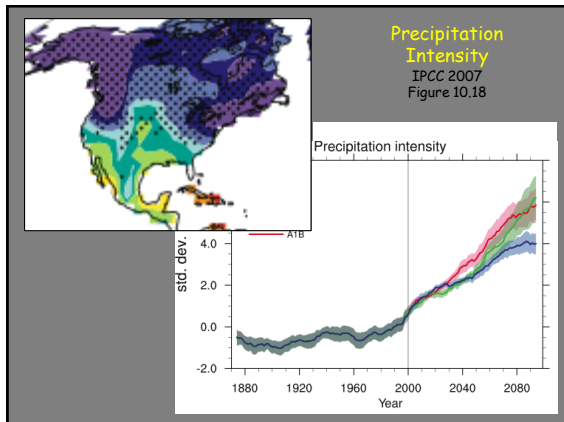 Precipitation
Intensity
IPCC 2007
Figure 10.18
Precipitation intensity
A1B
std. dev.
4.0
2.0
0.0
-2.0
1880 1920 1960 2000 2040 2080
Year